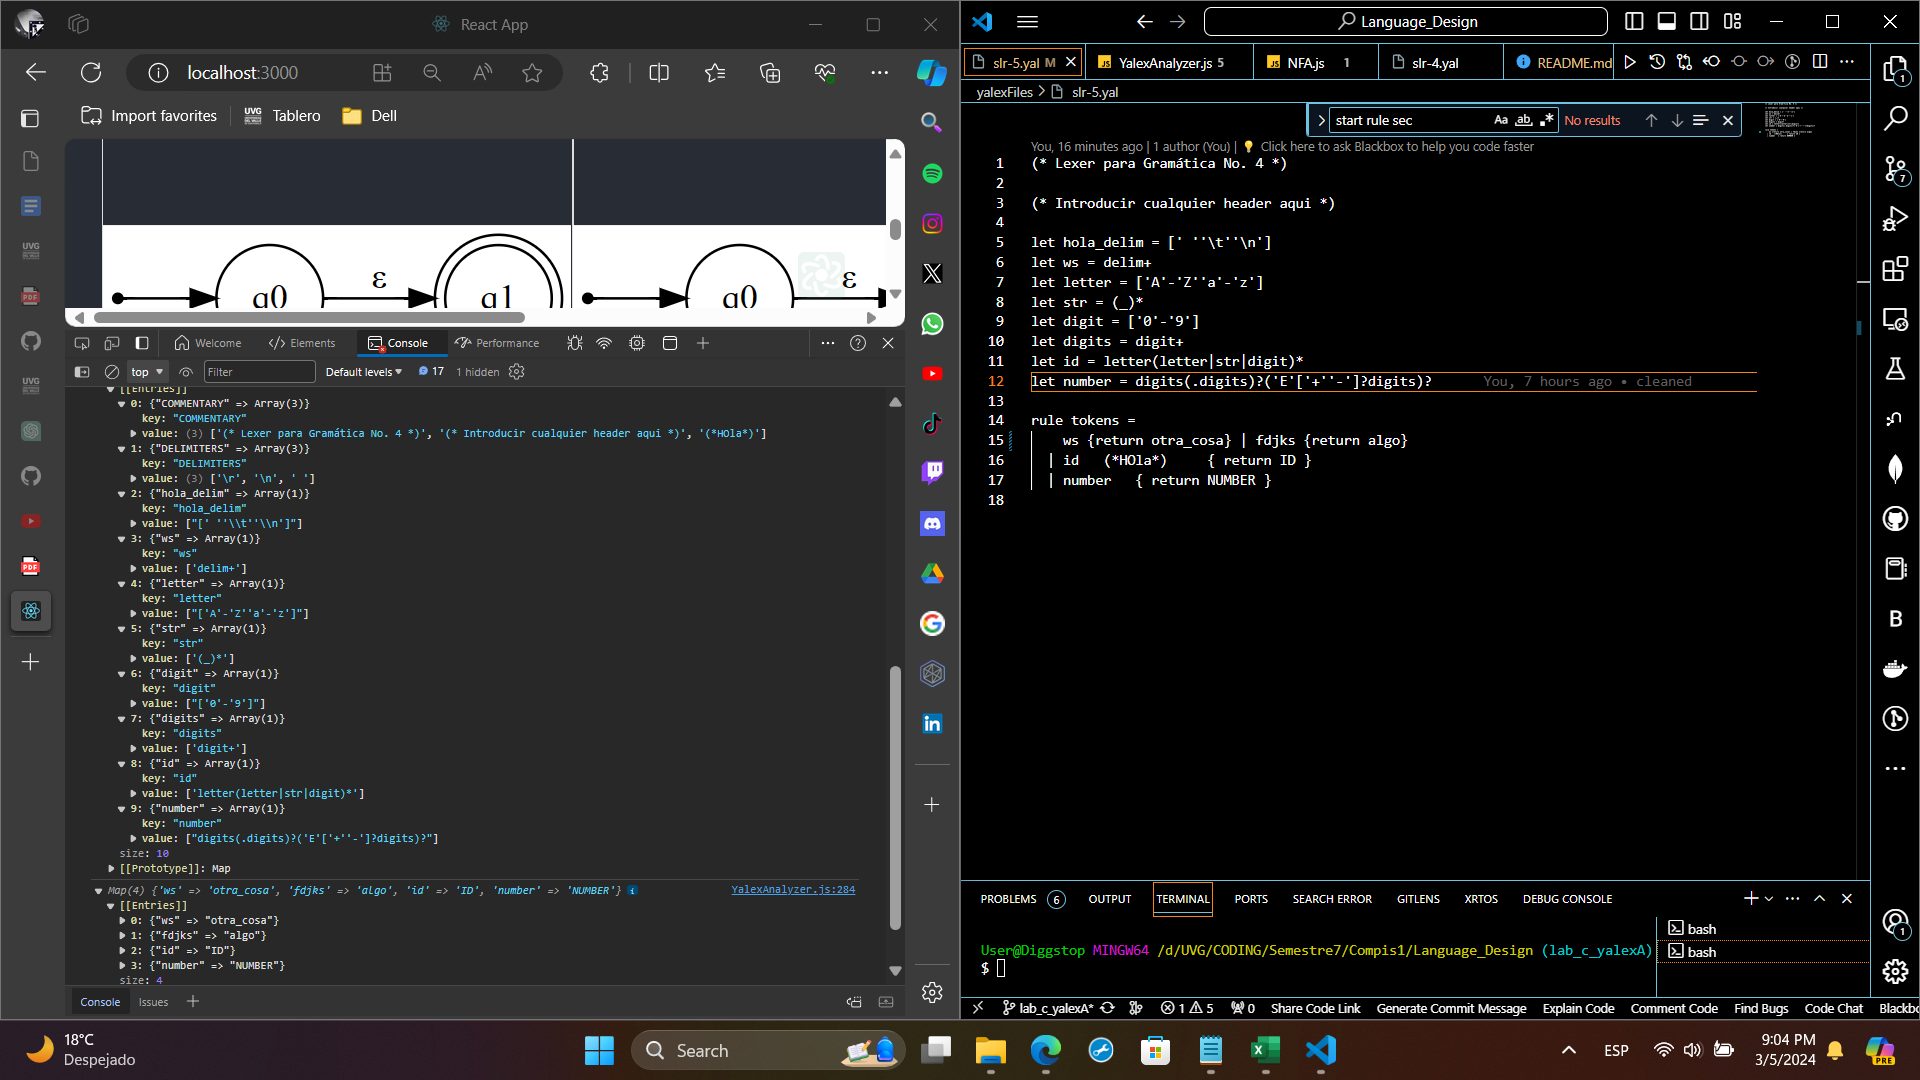 React App
localhost:3000
Import favorites
UVG Tablero
Dell
q0
ε
q1
q0
ε
Welcome
Elements
Console
Performance
top
Filter
Default levels
17
1 hidden
[[Entries]]
0: {"COMMENTARY" => Array(3)}
key: "COMMENTARY"
value: (3) ['(* Lexer para Gramática No. 4 *)', '(* Introducir cualquier header aqui *)', '(*HOla*)']
1: {"DELIMITERS" => Array(3)}
key: "DELIMITERS"
value: (3) ['\r', '\n', ' ']
2: {"hola_delim" => Array(1)}
key: "hola_delim"
value: ["[' ''\\t''\\n']"]
3: {"ws" => Array(1)}
key: "ws"
value: ['delim+']
4: {"letter" => Array(1)}
key: "letter"
value: ["['A'-'Z''a'-'z']"]
5: {"str" => Array(1)}
key: "str"
value: ['(_)*']
6: {"digit" => Array(1)}
key: "digit"
value: ["['0'-'9']"]
7: {"digits" => Array(1)}
key: "digits"
value: ['digit+']
8: {"id" => Array(1)}
key: "id"
value: ['letter(letter|str|digit)*']
9: {"number" => Array(1)}
key: "number"
value: ["digits(.digits)?('E'['+''-']?digits)?"]
size: 10
[[Prototype]]: Map
Map(4) {'ws' => 'otra_cosa', 'fdjks' => 'algo', 'id' => 'ID', 'number' => 'NUMBER'}
YalexAnalyzer.js:284
[[Entries]]
0: {"ws" => "otra_cosa"}
1: {"fdjks" => "algo"}
2: {"id" => "ID"}
3: {"number" => "NUMBER"}
size: 4
Console
Issues
Language_Design
slr-5.yal M
YalexAnalyzer.js 5
NFA.js 1
slr-4.yal
README.md
yalexFiles > slr-5.yal
start rule sec
Aa
ab
No results
You, 16 minutes ago | 1 author (You) | Click here to ask Blackbox to help you code faster
1 (* Lexer para Gramática No. 4 *)
2
3 (* Introducir cualquier header aqui *)
4
5 let hola_delim = [' ''\t''\n']
6 let ws = delim+
7 let letter = ['A'-'Z''a'-'z']
8 let str = (_)*
9 let digit = ['0'-'9']
10 let digits = digit+
11 let id = letter(letter|str|digit)*
12 let number = digits(.digits)?('E'['+''-']?digits)? You, 7 hours ago • cleaned
13
14 rule tokens =
15 ws {return otra_cosa} | fdjks {return algo}
16 | id (*HOla*) { return ID }
17 | number { return NUMBER }
18
PROBLEMS 6
OUTPUT
TERMINAL
PORTS
SEARCH ERROR
GITLENS
XRTOS
DEBUG CONSOLE
User@Diggstop MINGW64 /d/UVG/CODING/Semestre7/Compis1/Language_Design (lab_c_yalexA)
$
bash
bash
lab_c_yalexA*
1 5
0
Share Code Link
Generate Commit Message
Explain Code
Comment Code
Find Bugs
Code Chat
Blackbo
18°C
Despejado
Search
ESP
9:04 PM
3/5/2024
PRE